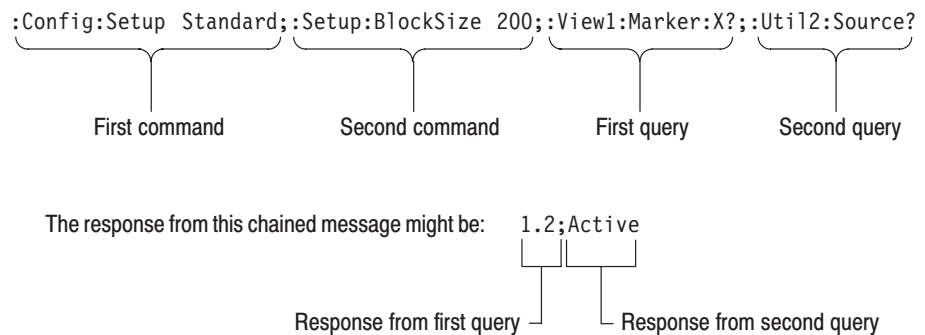 :Config:Setup Standard;:Setup:BlockSize 200;:View1:Marker:X?;:Util2:Source?
First command Second command First query Second query
The response from this chained message might be: 1.2;Active
Response from first query Response from second query